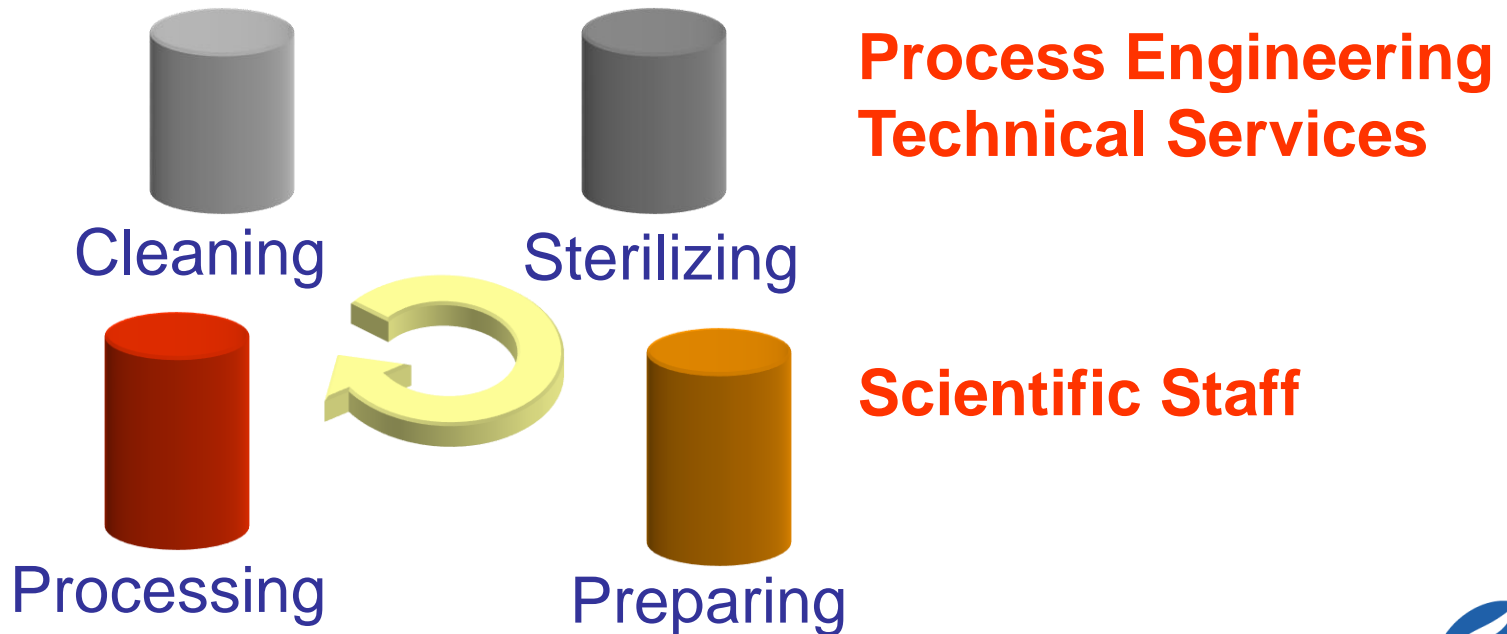 Process Engineering
Technical Services
Cleaning
Sterilizing
Scientific Staff
Processing
Preparing